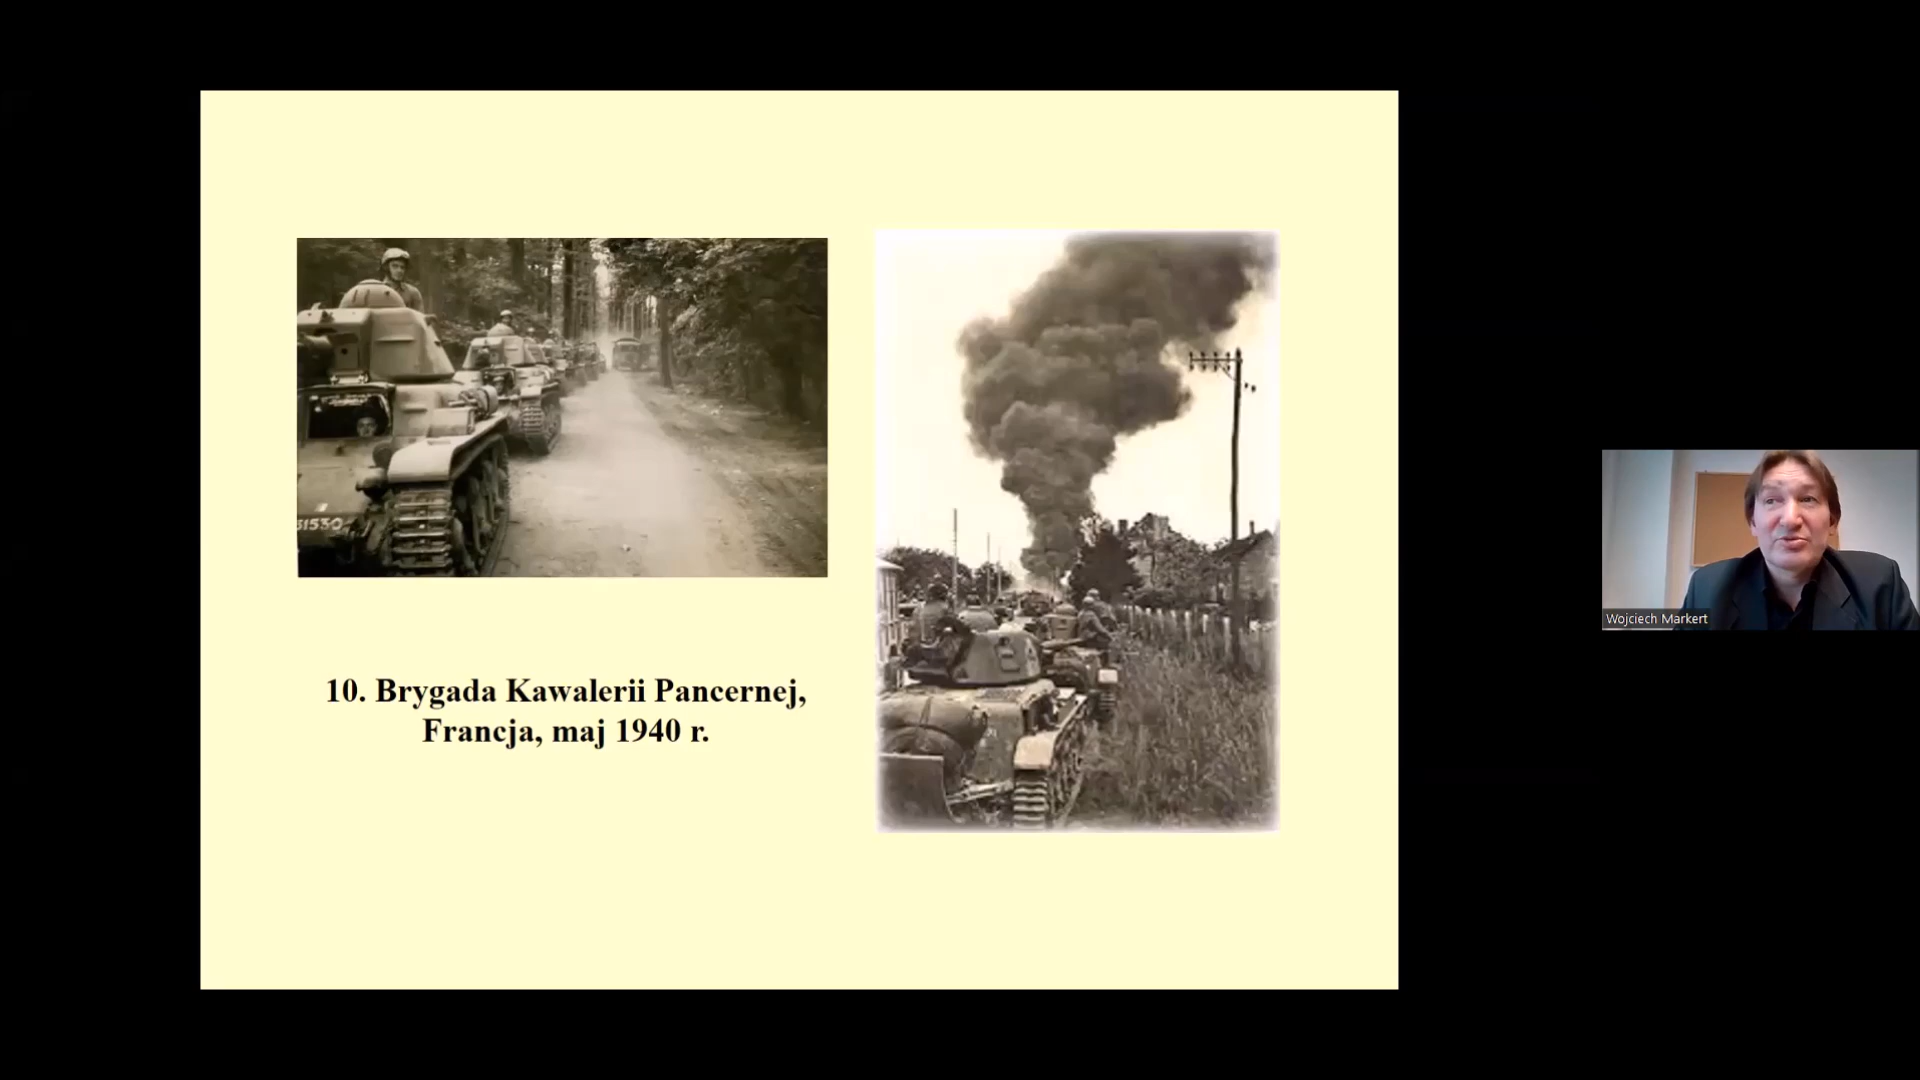 31530
10. Brygada Kawalerii Pancernej,
Francja, maj 1940 r.
Wojciech Markert